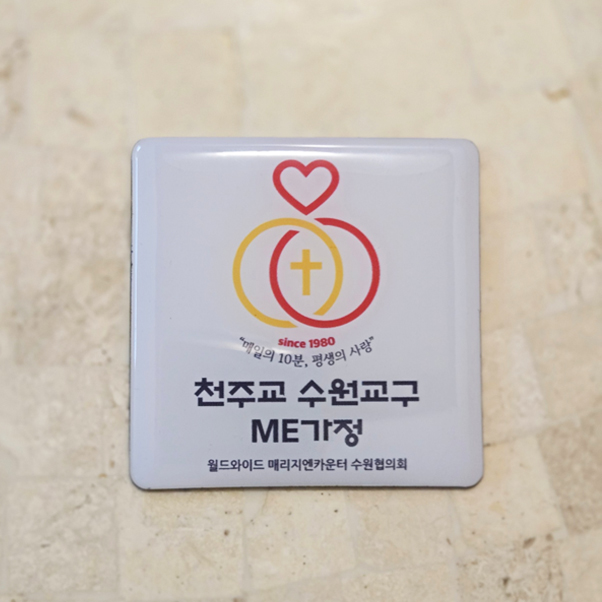 since 1980
"매일의 10분, 평생의 사랑"
천주교 수원교구
ME가정
월드와이드 매리지엔카운터 수원협의회